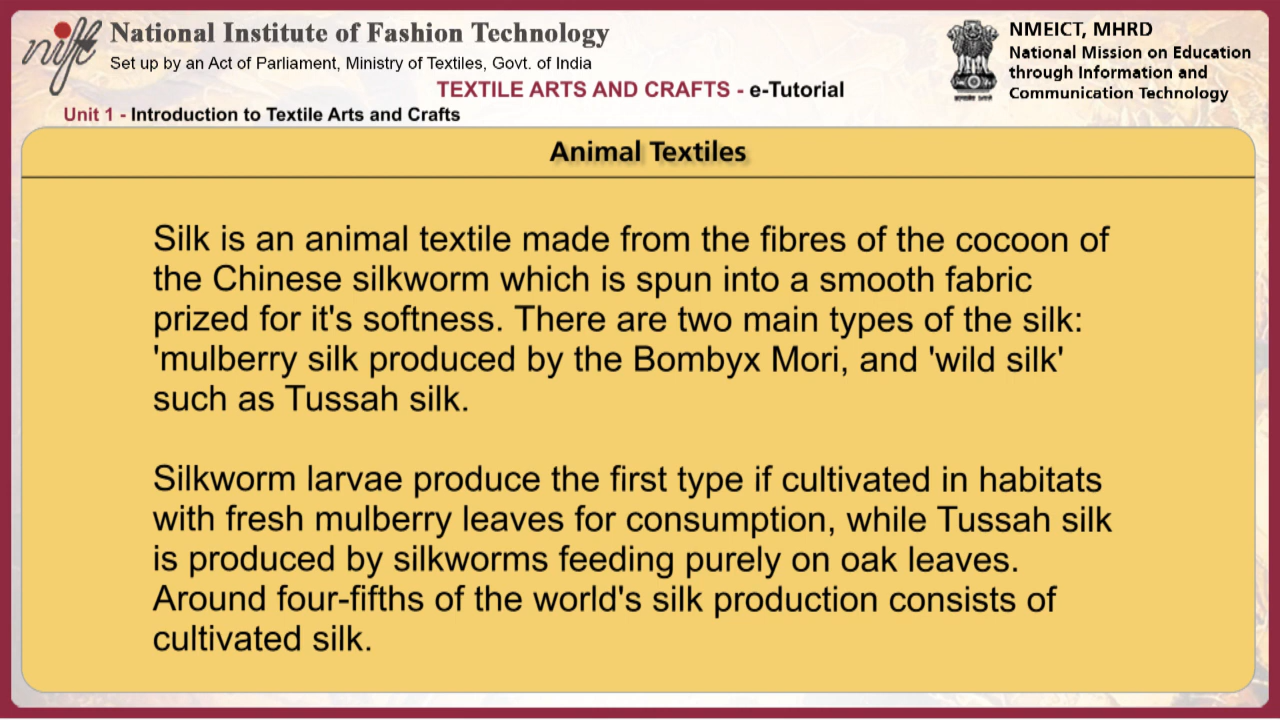 nift
National Institute of Fashion Technology
Set up by an Act of Parliament, Ministry of Textiles, Govt. of India
NMEICT, MHRD
National Mission on Education
through Information and
Communication Technology
TEXTILE ARTS AND CRAFTS - e-Tutorial
Unit 1 - Introduction to Textile Arts and Crafts
Animal Textiles
Silk is an animal textile made from the fibres of the cocoon of
the Chinese silkworm which is spun into a smooth fabric
prized for it's softness. There are two main types of the silk:
'mulberry silk produced by the Bombyx Mori, and 'wild silk'
such as Tussah silk.
Silkworm larvae produce the first type if cultivated in habitats
with fresh mulberry leaves for consumption, while Tussah silk
is produced by silkworms feeding purely on oak leaves.
Around four-fifths of the world's silk production consists of
cultivated silk.